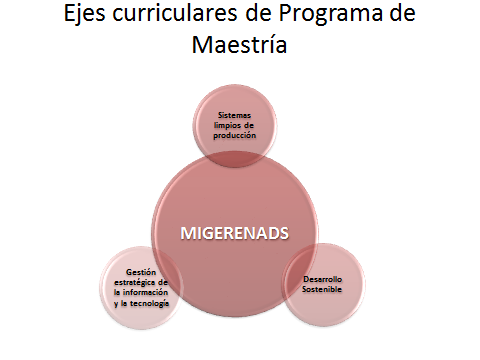 Ejes curriculares de Programa de
Maestría
Sistemas
limpios de
producción
MIGERENADS
Gestión
estratégica de
la información
y la tecnología
Desarrollo
Sostenible